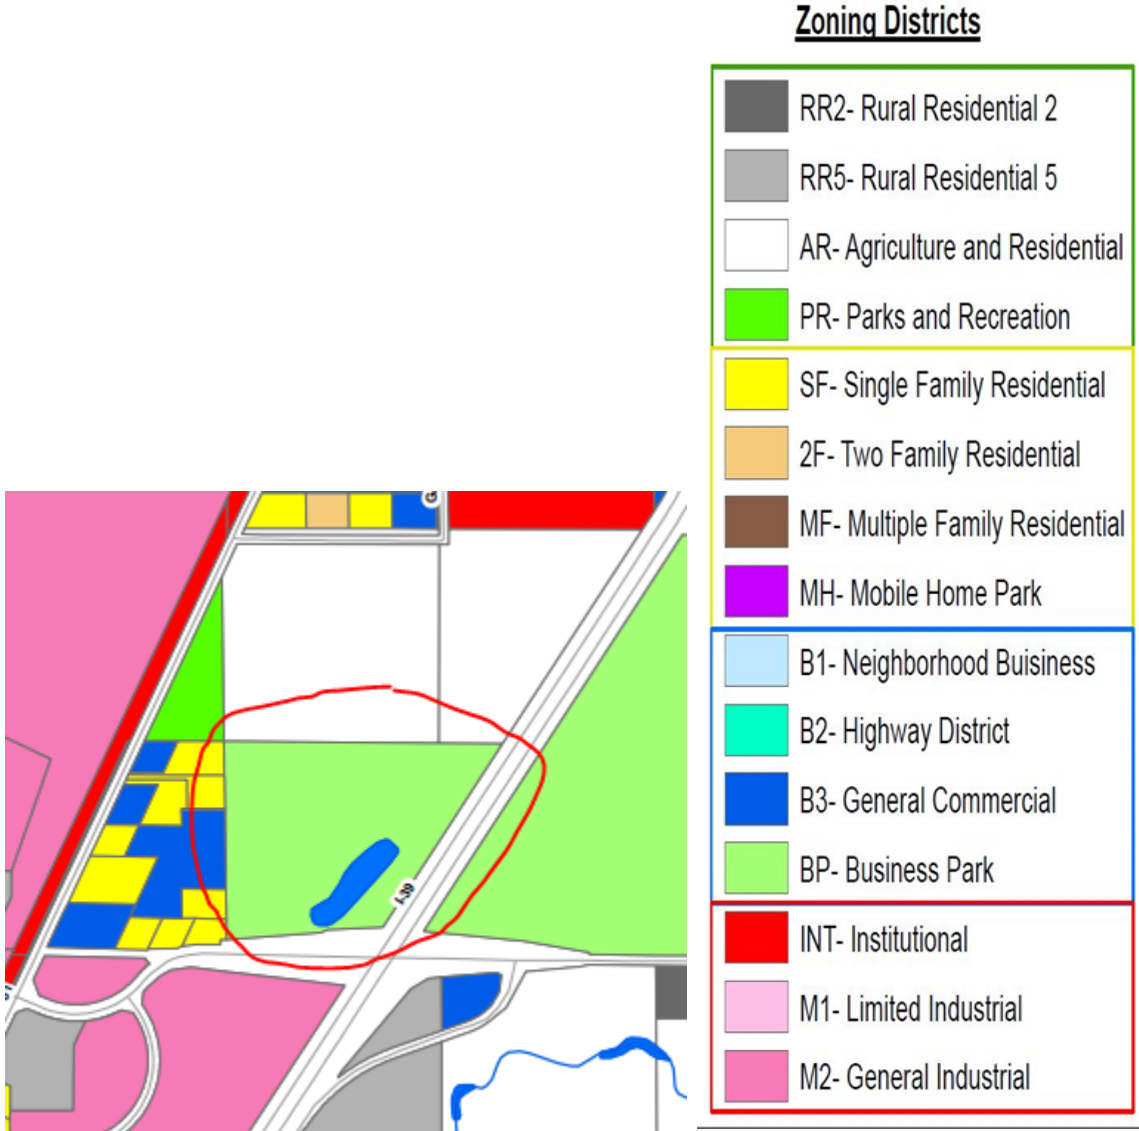 Zoning Districts
RR2- Rural Residential 2
RR5- Rural Residential 5
AR- Agriculture and Residential
PR- Parks and Recreation
SF- Single Family Residential
2F- Two Family Residential
MF- Multiple Family Residential
MH- Mobile Home Park
B1- Neighborhood Buisiness
B2- Highway District
B3- General Commercial
BP- Business Park
INT- Institutional
M1- Limited Industrial
M2- General Industrial
I-39